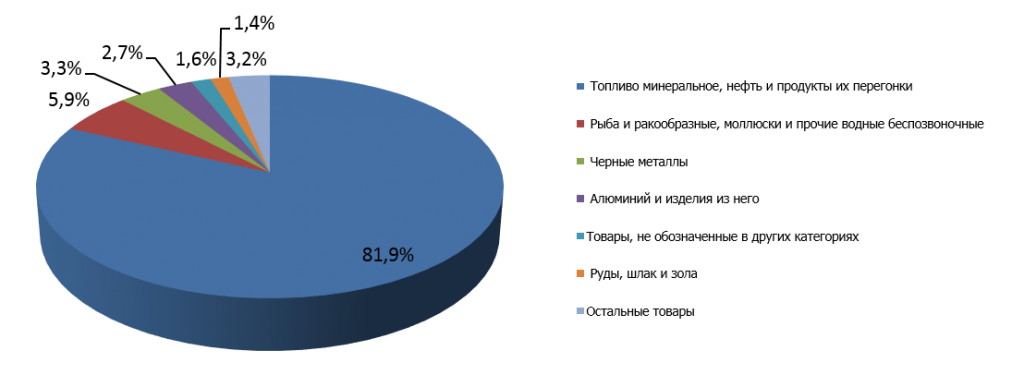 1,4%
2,7%
1,6%
3,2%
3,3%
5,9%
81,9%
Топливо минеральное, нефть и продукты их перегонки
Рыба и ракообразные, моллюски и прочие водные беспозвоночные
Черные металлы
Алюминий и изделия из него
Товары, не обозначенные в других категориях
Руды, шлак и зола
Остальные товары